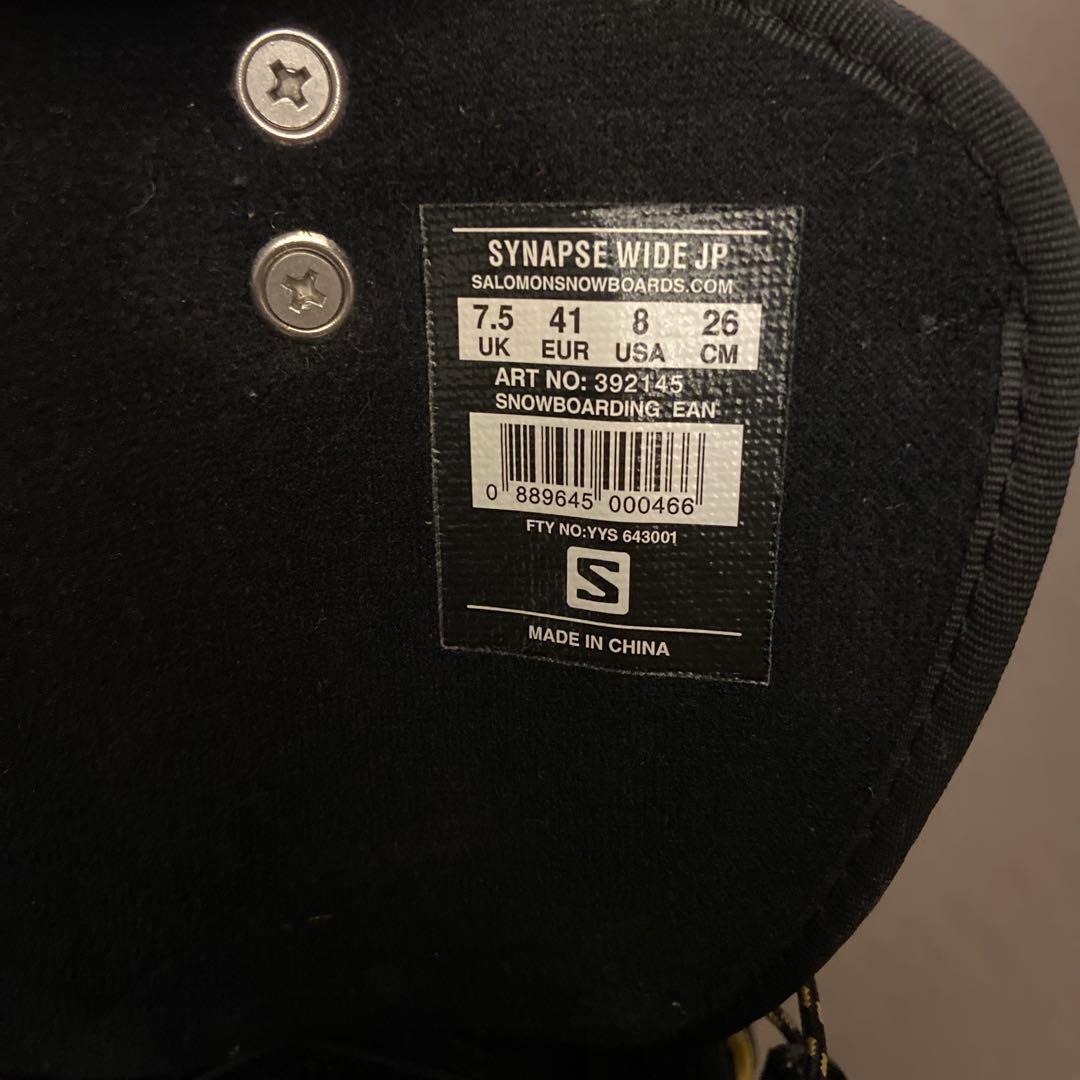 SYNAPSE WIDE JP
SALOMONSNOWBOARDS.COM
7.5 41 8 26
UK EUR USA CM
ART NO: 392145
SNOWBOARDING EAN
0 889645 000466
FTY NO:YYS 643001
S
MADE IN CHINA